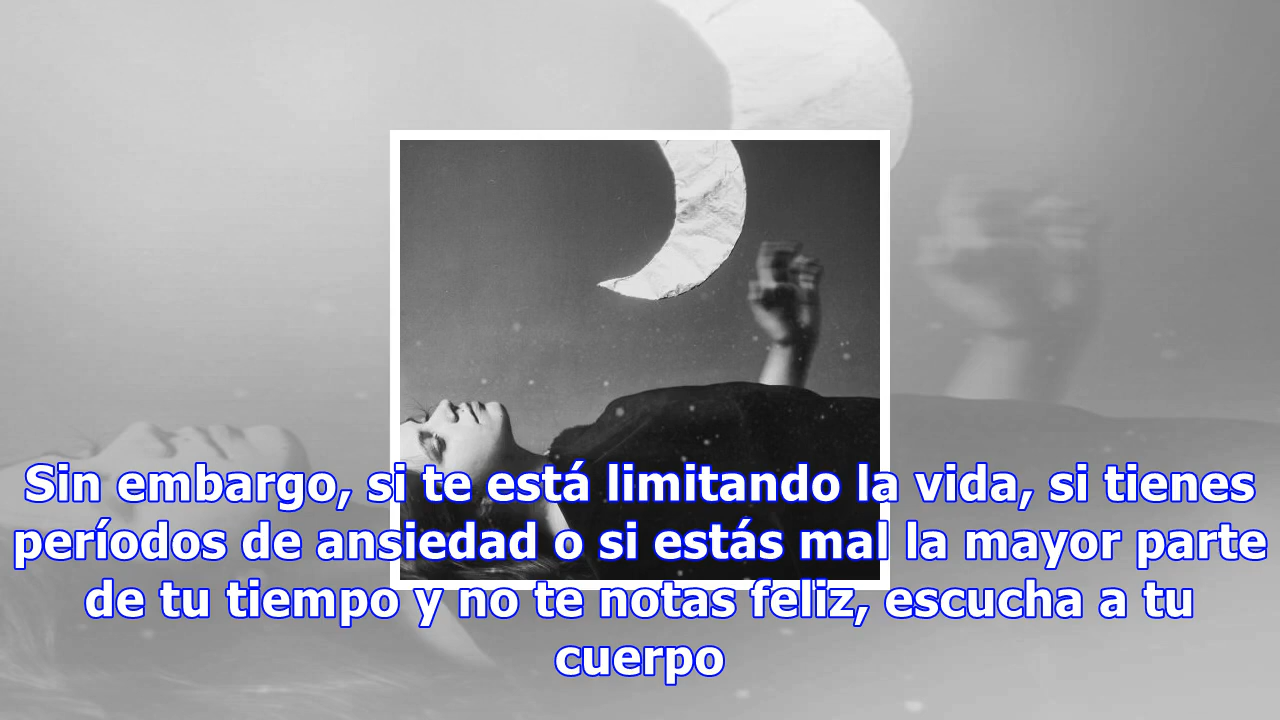 Sin embargo, si te está limitando la vida, si tienes
períodos de ansiedad o si estás mal la mayor parte
de tu tiempo y no te notas feliz, escucha a tu
cuerpo